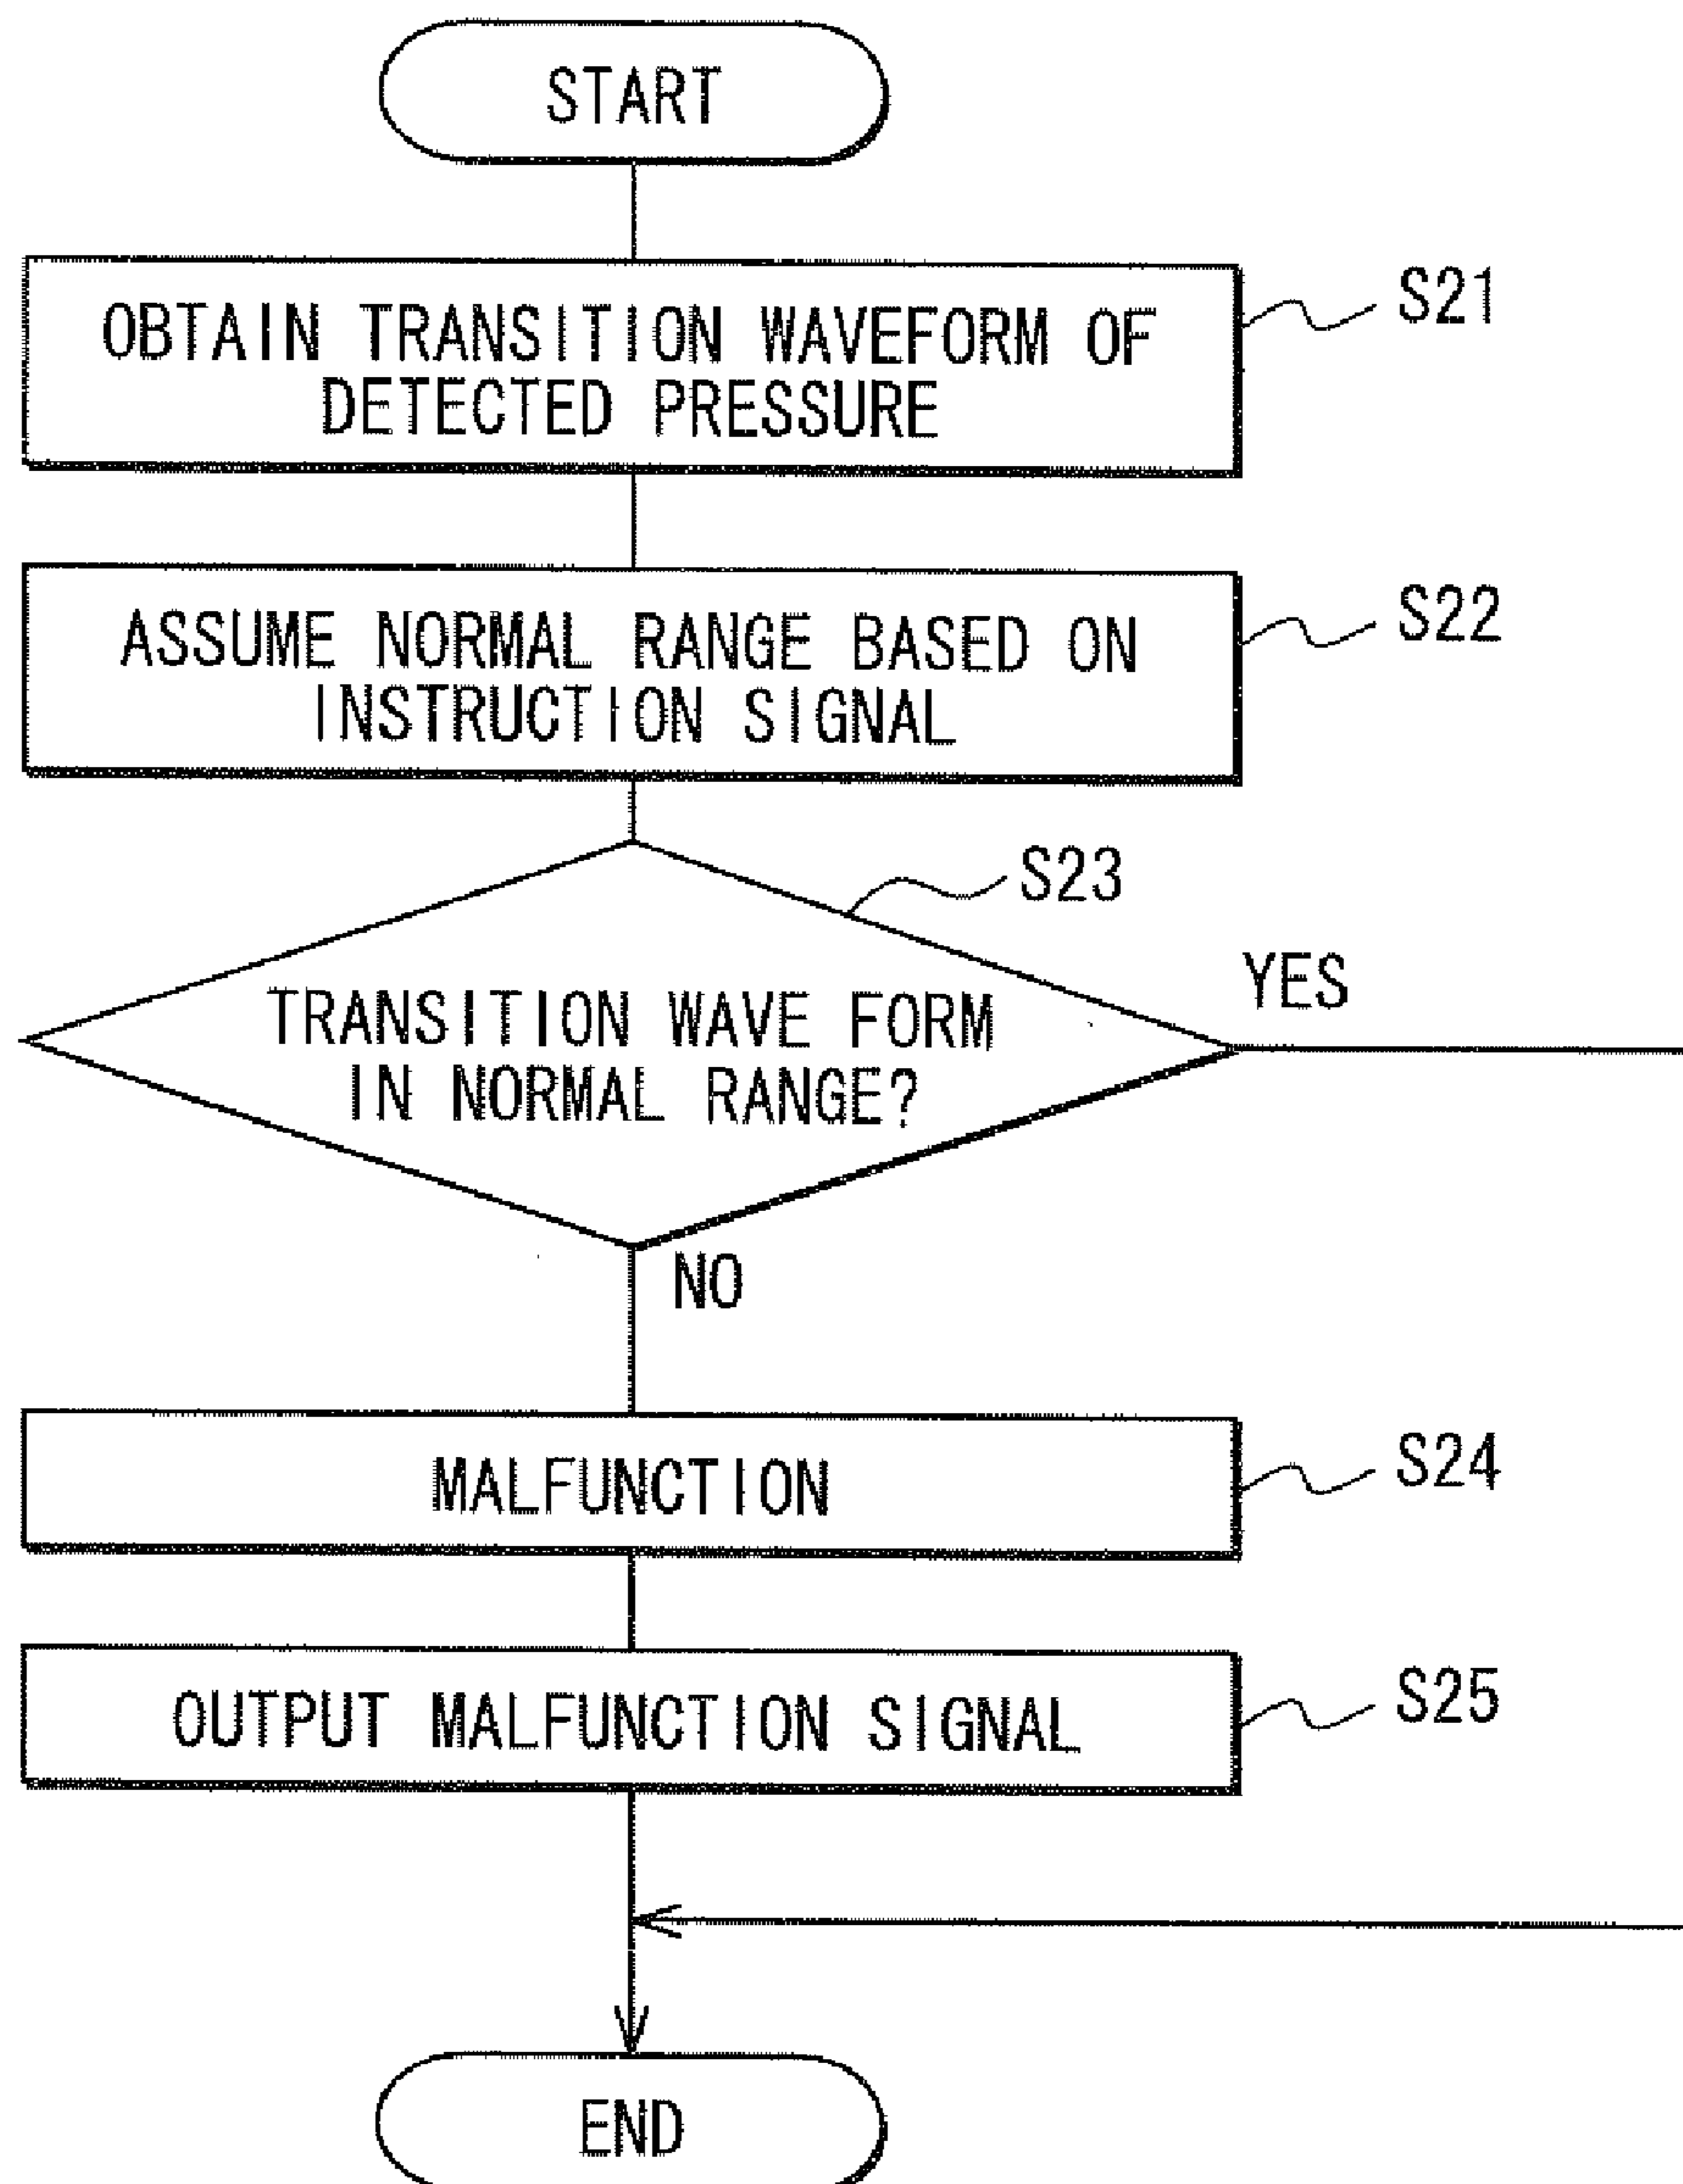 START
OBTAIN TRANSITION WAVEFORM OF
DETECTED PRESSURE
S21
ASSUME NORMAL RANGE BASED ON
INSTRUCTION SIGNAL
S22
S23
TRANSITION WAVE FORM
IN NORMAL RANGE?
YES
NO
MALFUNCTION
S24
OUTPUT MALFUNCTION SIGNAL
S25
END